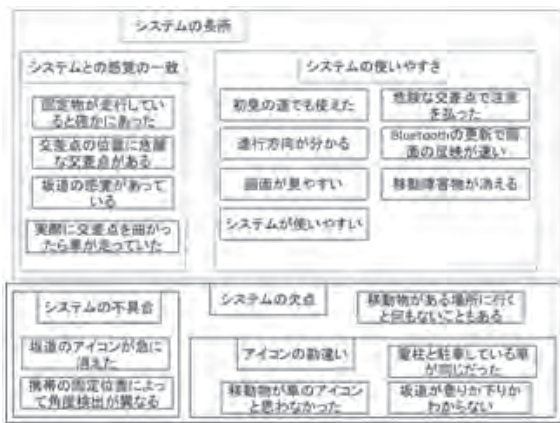 システムの長所
システムとの感覚の一致
固定物が走行してい
ると確かにあった
交差点の位置に危険
な交差点がある
坂道の感覚があって
いる
実際に交差点を曲がっ
たら車が走っていた
システムの使いやすさ
初見の道でも使えた
進行方向が分かる
画面が見やすい
システムが使いやすい
危険な交差点で注意
を払った
Bluetoothの更新で画
面の反映が速い
移動障害物が消える
システムの欠点
システムの不具合
坂道のアイコンが急に
消えた
携帯の固定位置によっ
て角度検出が異なる
移動物がある場所に行く
と何もないこともある
アイコンの勘違い
移動物が車のアイコン
と思わなかった
電柱と駐車している車
が同じだった
坂道が登りか下りか
わからない